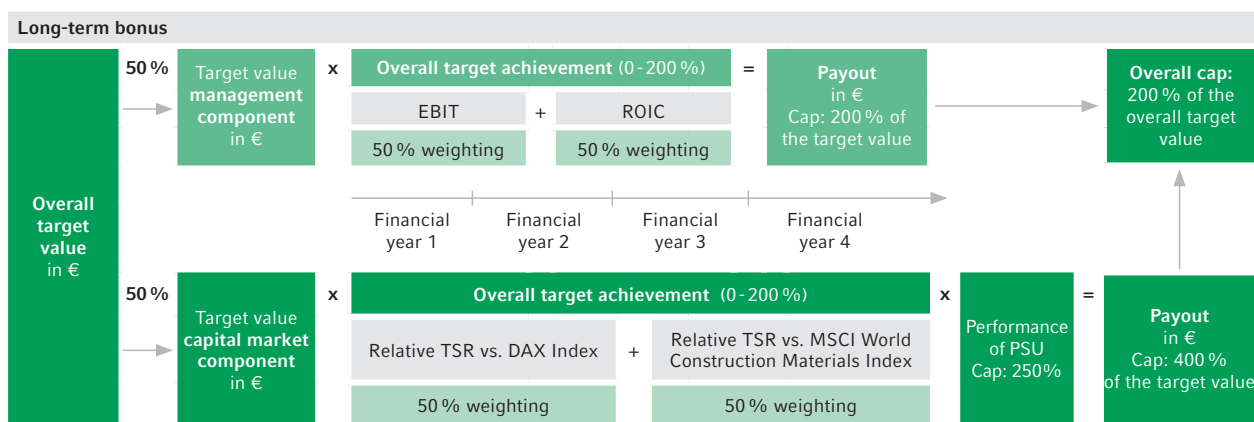 Long-term bonus
Overall
target
value
in €
50 %
Target value
management
component
in €
x
Overall target achievement (0 - 200 %)
EBIT
+
ROIC
50 % weighting
50 % weighting
=
Payout
in €
Cap: 200 % of
the target value
Overall cap:
200 % of the
overall target
value
Financial
year 1
Financial
year 2
Financial
year 3
Financial
year 4
50 %
Target value
capital market
component
in €
x
Overall target achievement (0 - 200 %)
Relative TSR vs. DAX Index
+
Relative TSR vs. MSCI World
Construction Materials Index
50 % weighting
50 % weighting
x
Performance
of PSU
Cap: 250%
=
Payout
in €
Cap: 400 %
of the target value